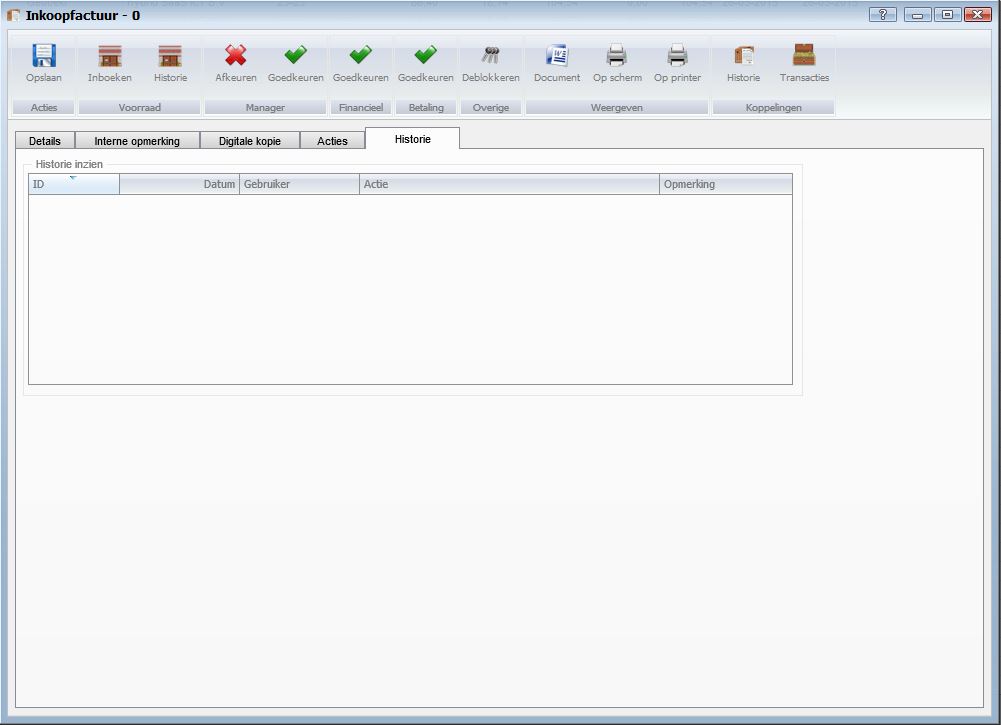 Inkoopfactuur - 0
?
Opslaan Inboeken Historie Afkeuren Goedkeuren Goedkeuren Goedkeuren Deblokkeren Document Op scherm Op printer Historie Transacties
Acties Voorraad Manager Financieel Betaling Overige Weergeven Koppelingen
Details Interne opmerking Digitale kopie Acties Historie
Historie inzien
ID Datum Gebruiker Actie Opmerking